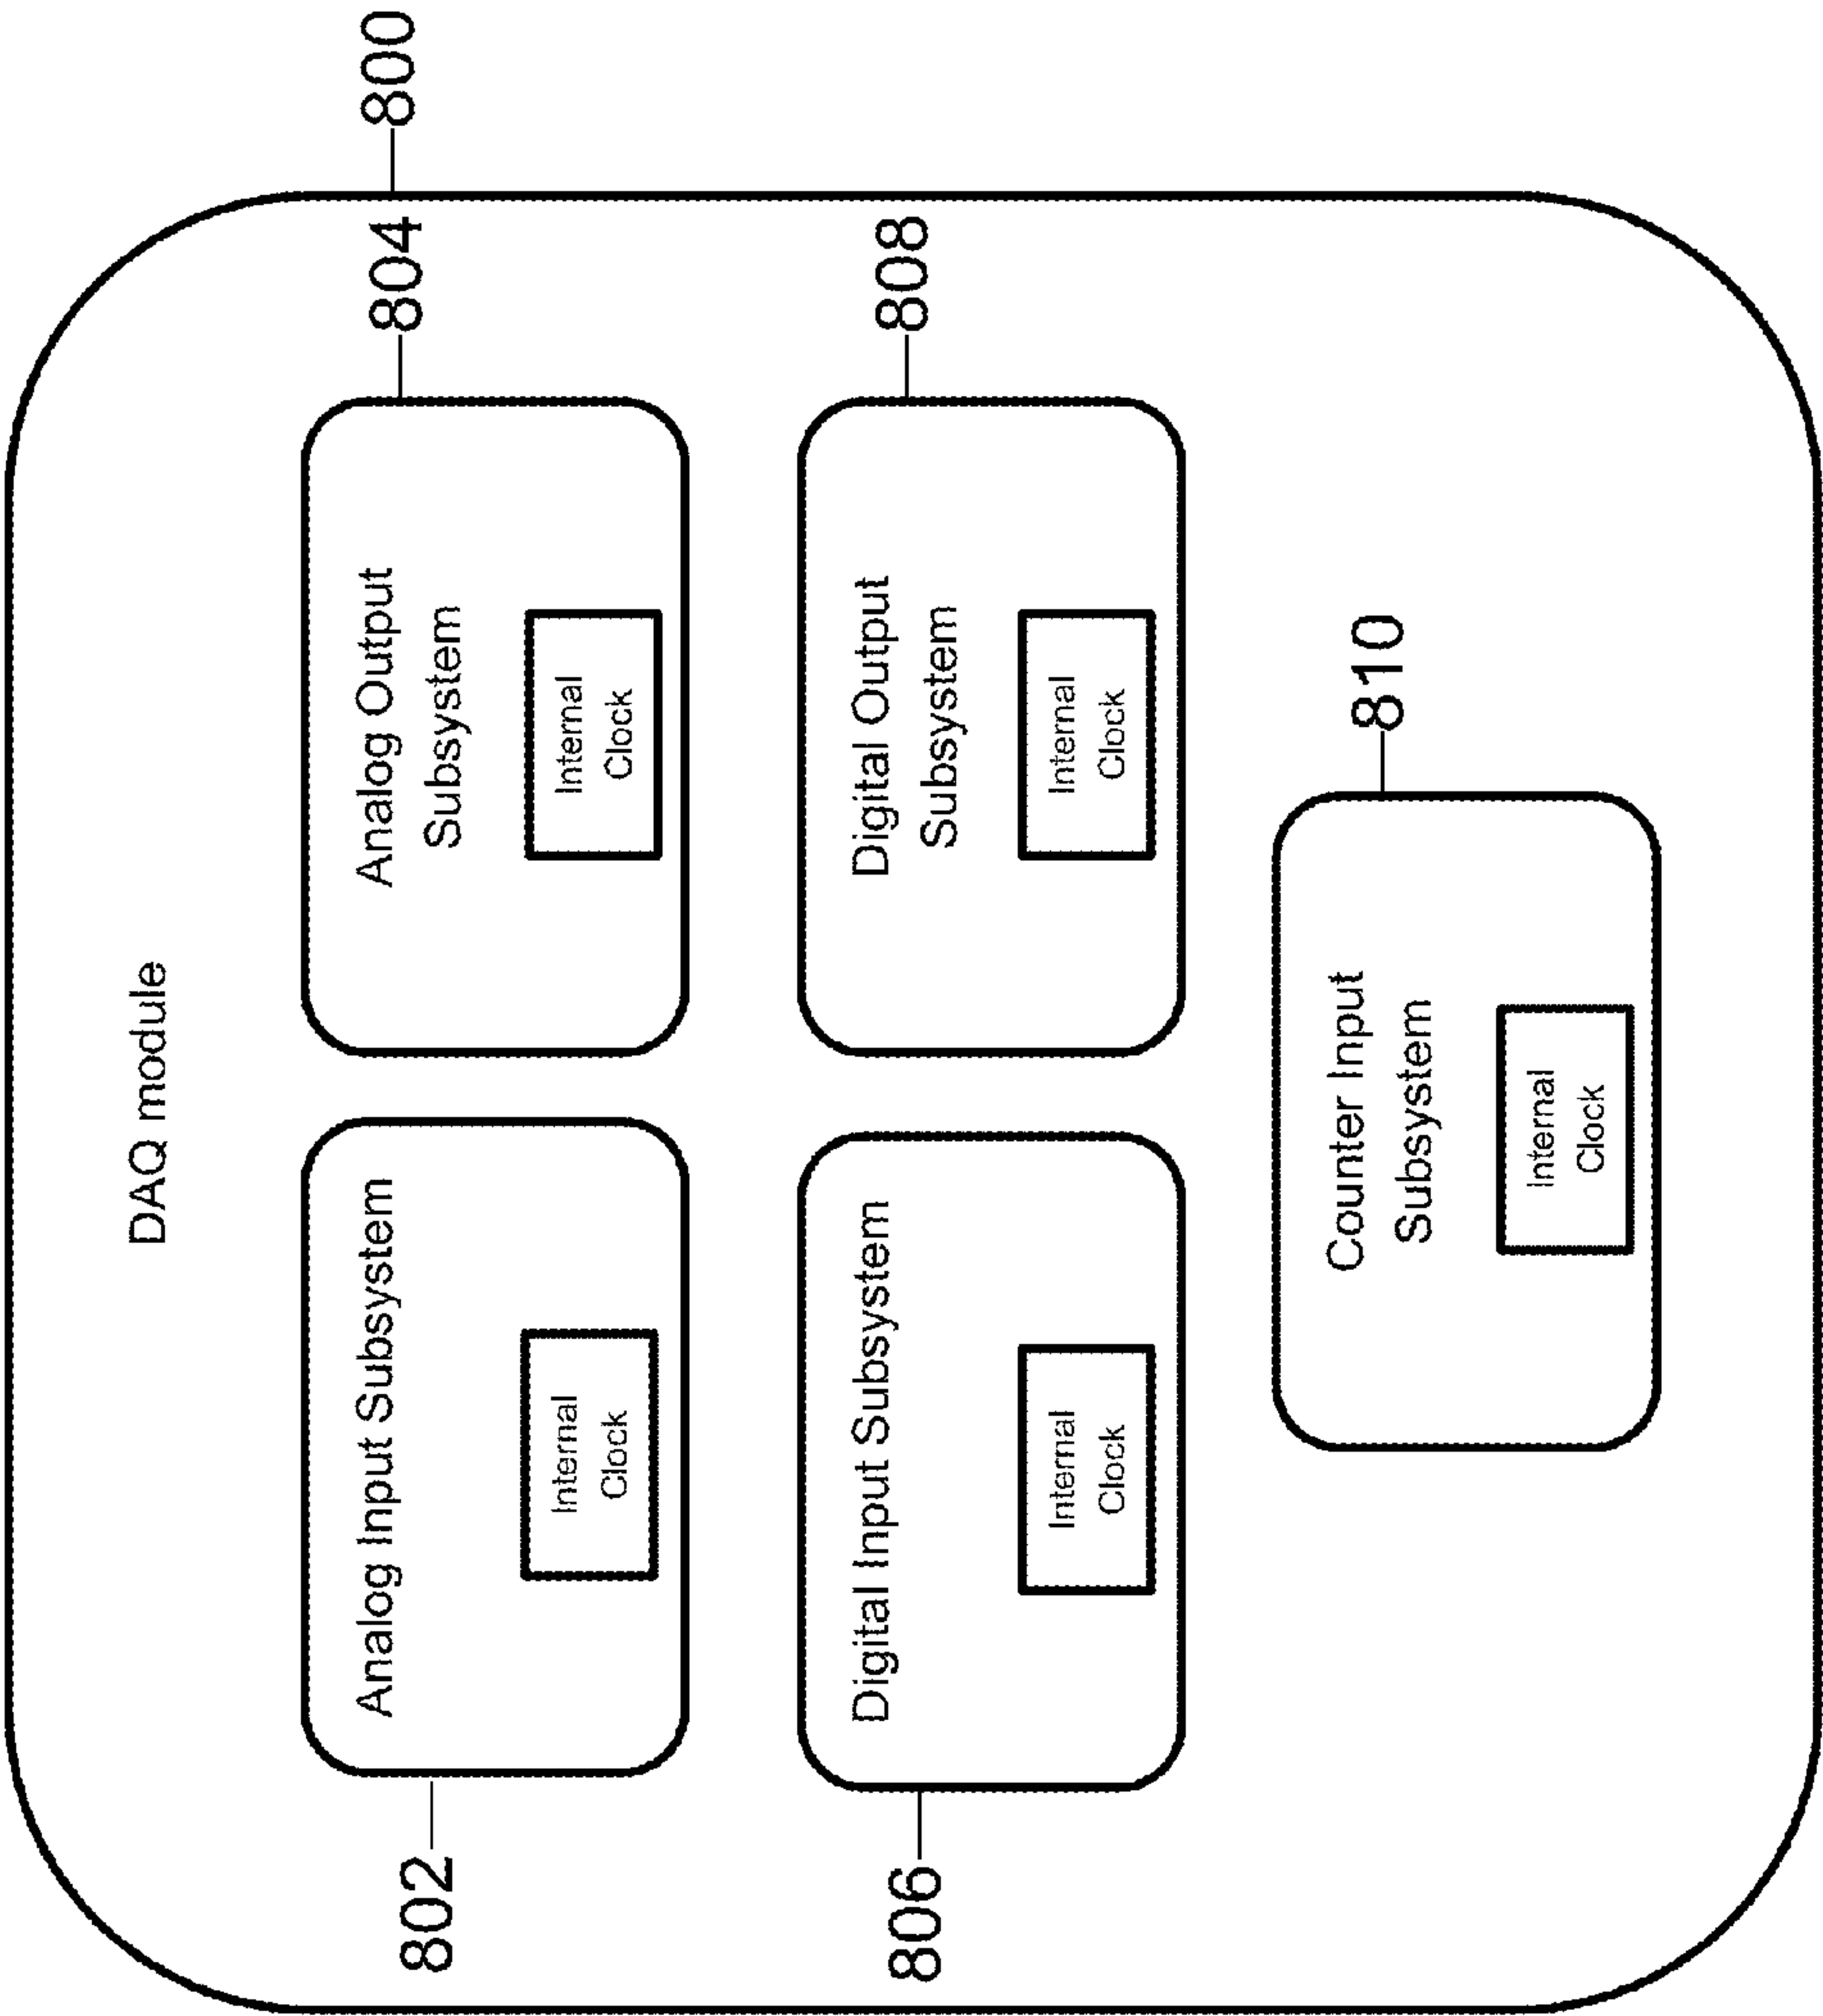 DAQ module
800
Analog Input Subsystem
Internal
Clock
802
Analog Output
Subsystem
Internal
Clock
804
Digital Input Subsystem
Internal
Clock
806
Digital Output
Subsystem
Internal
Clock
808
Counter Input
Subsystem
Internal
Clock
810